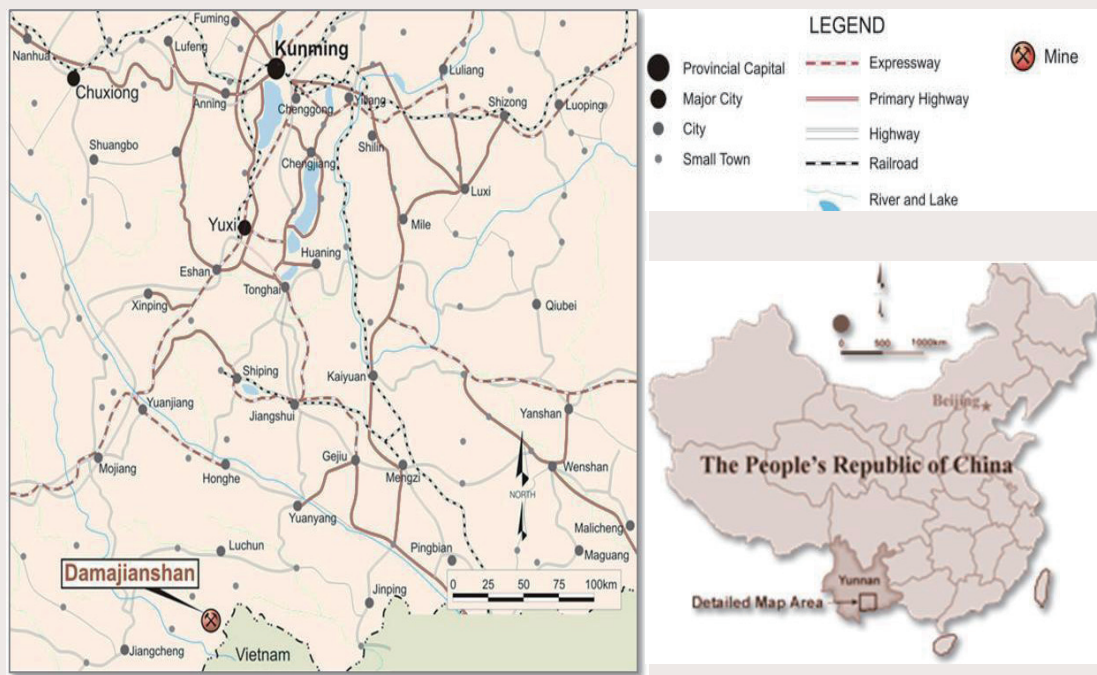 Fuming
Nanhua
Lufeng
Kunming
Chuxiong
Anning
Chenggong
Yiliang
Luliang
Shizong
Luoping
Shuangbo
Shilin
Chengjiang
Luxi
Mile
Yuxi
Huaning
Eshan
Tonghai
Xinping
Qiubei
Shiping
Kaiyuan
Yuanjiang
Jiangshui
Yanshan
Mojiang
Honghe
Gejiu
Mengzi
Wenshan
NORTH
Yuanyang
Malicheng
Luchun
Pingbian
Maguang
Damajianshan
Jinping
0 25 50 75 100km
Jiangcheng
Vietnam
LEGEND
Provincial Capital
Major City
City
Small Town
Expressway
Primary Highway
Highway
Railroad
River and Lake
Mine
0 500 1000km
Beijing
The People's Republic of China
Yunnan
Detailed Map Area